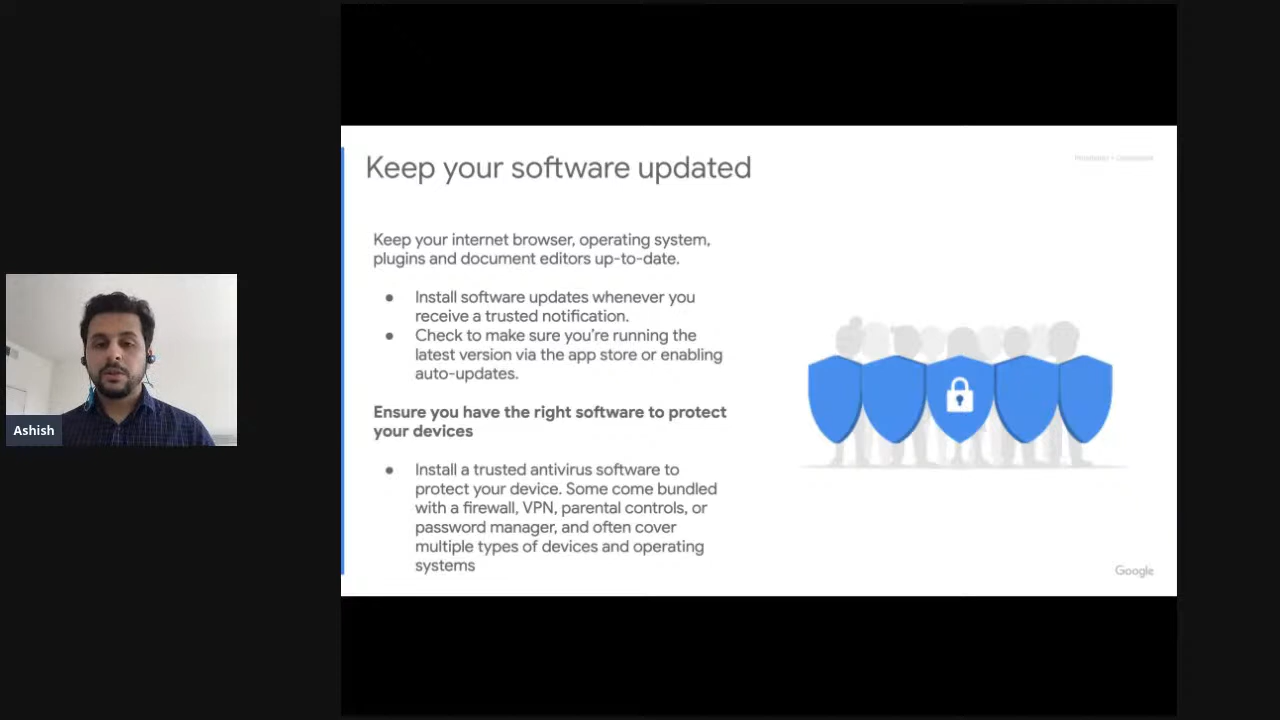 Keep your software updated
Keep your internet browser, operating system,
plugins and document editors up-to-date.
● Install software updates whenever you
receive a trusted notification.
● Check to make sure you're running the
latest version via the app store or enabling
auto-updates.
Ensure you have the right software to protect
your devices
● Install a trusted antivirus software to
protect your device. Some come bundled
with a firewall, VPN, parental controls, or
password manager, and often cover
multiple types of devices and operating
systems
Google
Ashish